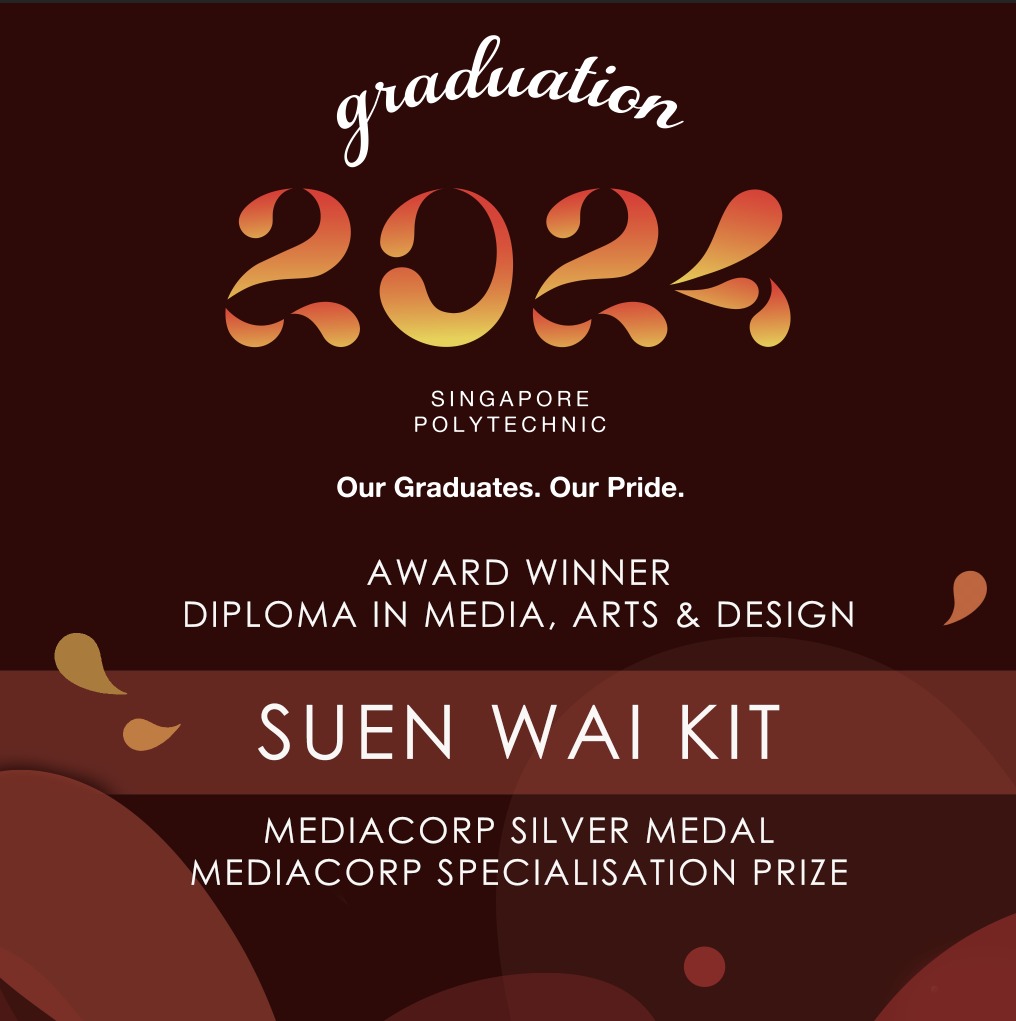 graduation
2024
SINGAPORE
POLYTECHNIC
Our Graduates. Our Pride.
AWARD WINNER
DIPLOMA IN MEDIA, ARTS & DESIGN
SUEN WAI KIT
MEDIACORP SILVER MEDAL
MEDIACORP SPECIALISATION PRIZE